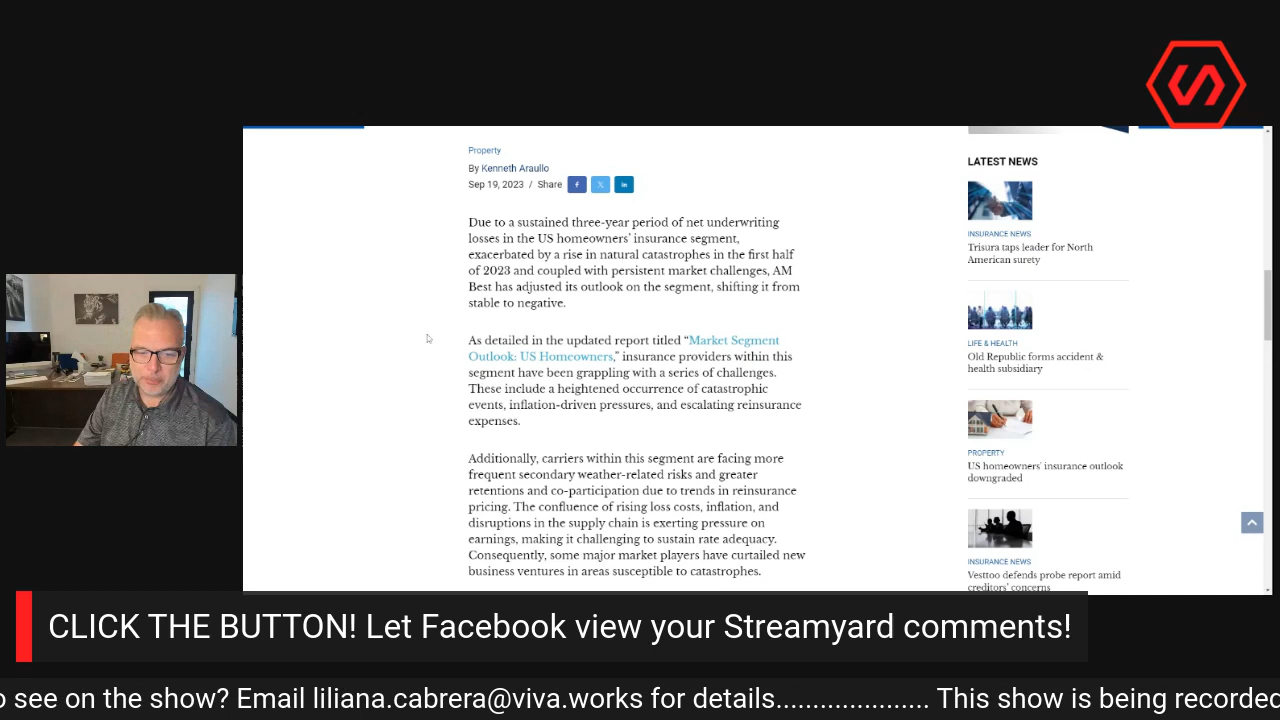 Property
By Kenneth Araullo
Sep 19, 2023 / Share
Due to a sustained three-year period of net underwriting
losses in the US homeowners' insurance segment,
exacerbated by a rise in natural catastrophes in the first half
of 2023 and coupled with persistent market challenges, AM
Best has adjusted its outlook on the segment, shifting it from
stable to negative.
As detailed in the updated report titled “Market Segment
Outlook: US Homeowners,” insurance providers within this
segment have been grappling with a series of challenges.
These include a heightened occurrence of catastrophic
events, inflation-driven pressures, and escalating reinsurance
expenses.
Additionally, carriers within this segment are facing more
frequent secondary weather-related risks and greater
retentions and co-participation due to trends in reinsurance
pricing. The confluence of rising loss costs, inflation, and
disruptions in the supply chain is exerting pressure on
earnings, making it challenging to sustain rate adequacy.
Consequently, some major market players have curtailed new
business ventures in areas susceptible to catastrophes.
LATEST NEWS
INSURANCE NEWS
Trisura taps leader for North
American surety
LIFE & HEALTH
Old Republic forms accident &
health subsidiary
PROPERTY
US homeowners' insurance outlook
downgraded
INSURANCE NEWS
Vesttoo defends probe report amid
creditors' concerns
CLICK THE BUTTON! Let Facebook view your Streamyard comments!
o see on the show? Email liliana.cabrera@viva.works for details..................... This show is being recorded